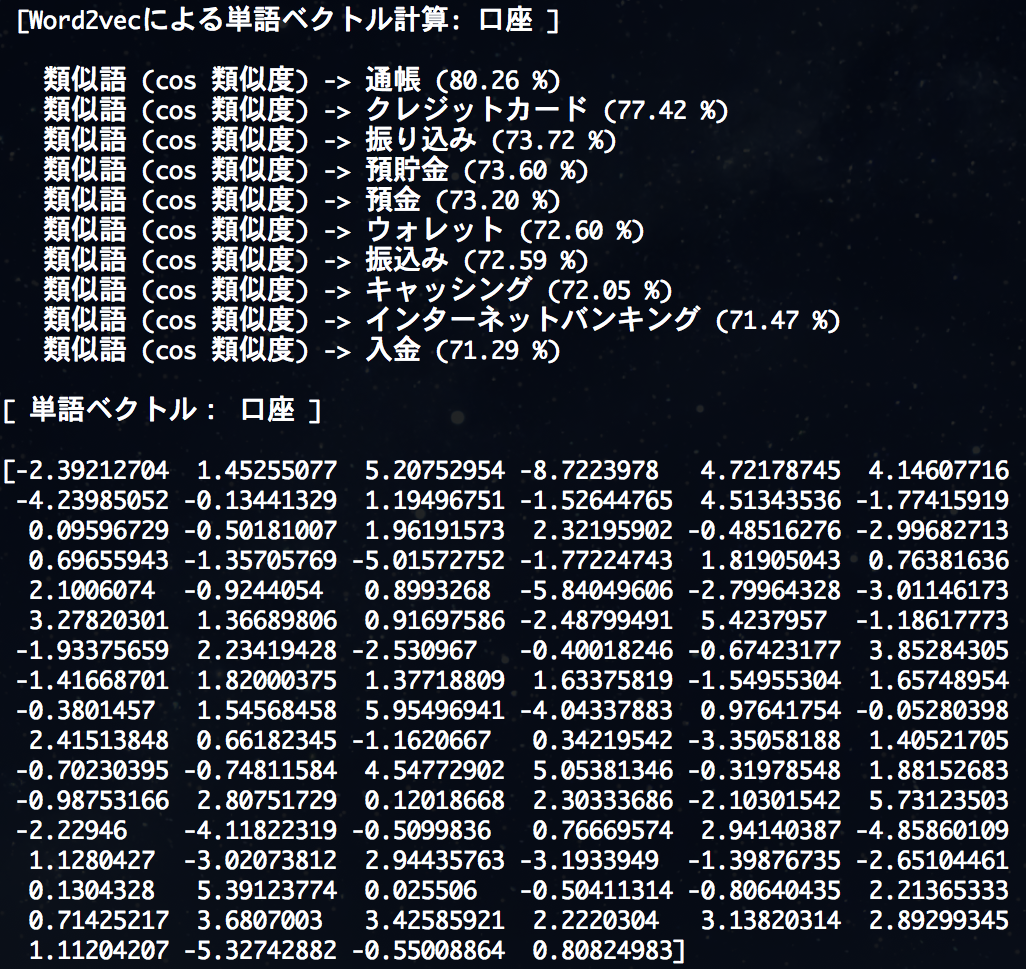 [Word2vecによる単語ベクトル計算: 口座 ]
類似語 (cos 類似度) -> 通帳 (80.26 %)
類似語 (cos 類似度) -> クレジットカード (77.42 %)
類似語 (cos 類似度) -> 振り込み (73.72 %)
類似語 (cos 類似度) -> 預貯金 (73.60 %)
類似語 (cos 類似度) -> 預金 (73.20 %)
類似語 (cos 類似度) -> ウォレット (72.60 %)
類似語 (cos 類似度) -> 振込み (72.59 %)
類似語 (cos 類似度) -> キャッシング (72.05 %)
類似語 (cos 類似度) -> インターネットバンキング (71.47 %)
類似語 (cos 類似度) -> 入金 (71.29 %)
[ 単語ベクトル： 口座 ]
[-2.39212704 1.45255077 5.20752954 -8.7223978 4.72178745 4.14607716
-4.23985052 -0.13441329 1.19496751 -1.52644765 4.51343536 -1.77415919
0.09596729 -0.50181007 1.96191573 2.32195902 -0.48516276 -2.99682713
0.69655943 -1.35705769 -5.01572752 -1.77224743 1.81905043 0.76381636
2.1006074 -0.9244054 0.8993268 -5.84049606 -2.79964328 -3.01146173
3.27820301 1.36689806 0.91697586 -2.48799491 5.4237957 -1.18617773
-1.93375659 2.23419428 -2.530967 -0.40018246 -0.67423177 3.85284305
-1.41668701 1.82000375 1.37718809 1.63375819 -1.54955304 1.65748954
-0.3801457 1.54568458 5.95496941 -4.04337883 0.97641754 -0.05280398
2.41513848 0.66182345 -1.1620667 0.34219542 -3.35058188 1.40521705
-0.70230395 -0.74811584 4.54772902 5.05381346 -0.31978548 1.88152683
-0.98753166 2.80751729 0.12018668 2.30333686 -2.10301542 5.73123503
-2.22946 -4.11822319 -0.5099836 0.76669574 2.94140387 -4.85860109
1.1280427 -3.02073812 2.94435763 -3.1933949 -1.39876735 -2.65104461
0.1304328 5.39123774 0.025506 -0.50411314 -0.80640435 2.21365333
0.71425217 3.6807003 3.42585921 2.2220304 3.13820314 2.89299345
1.11204207 -5.32742882 -0.55008864 0.80824983]